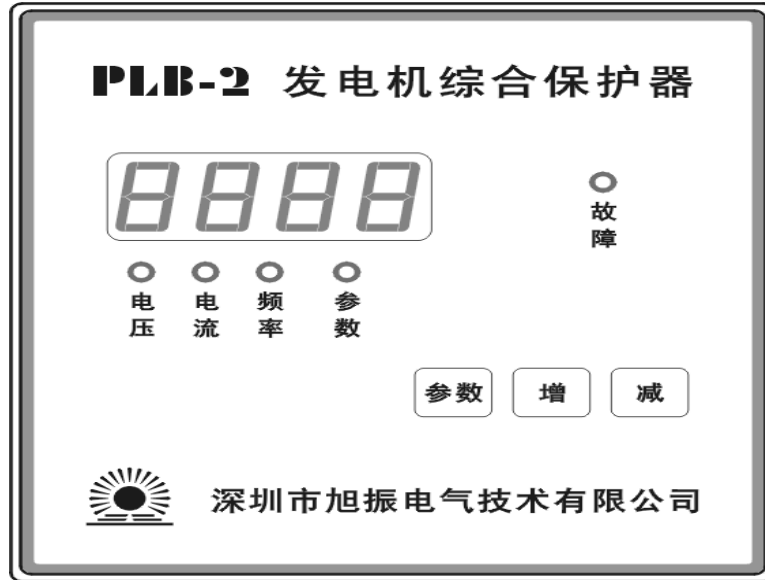 PLB-2 发电机综合保护器
8888
故障
电压 电流 频率 参数
参数 增 减
深圳市旭振电气技术有限公司